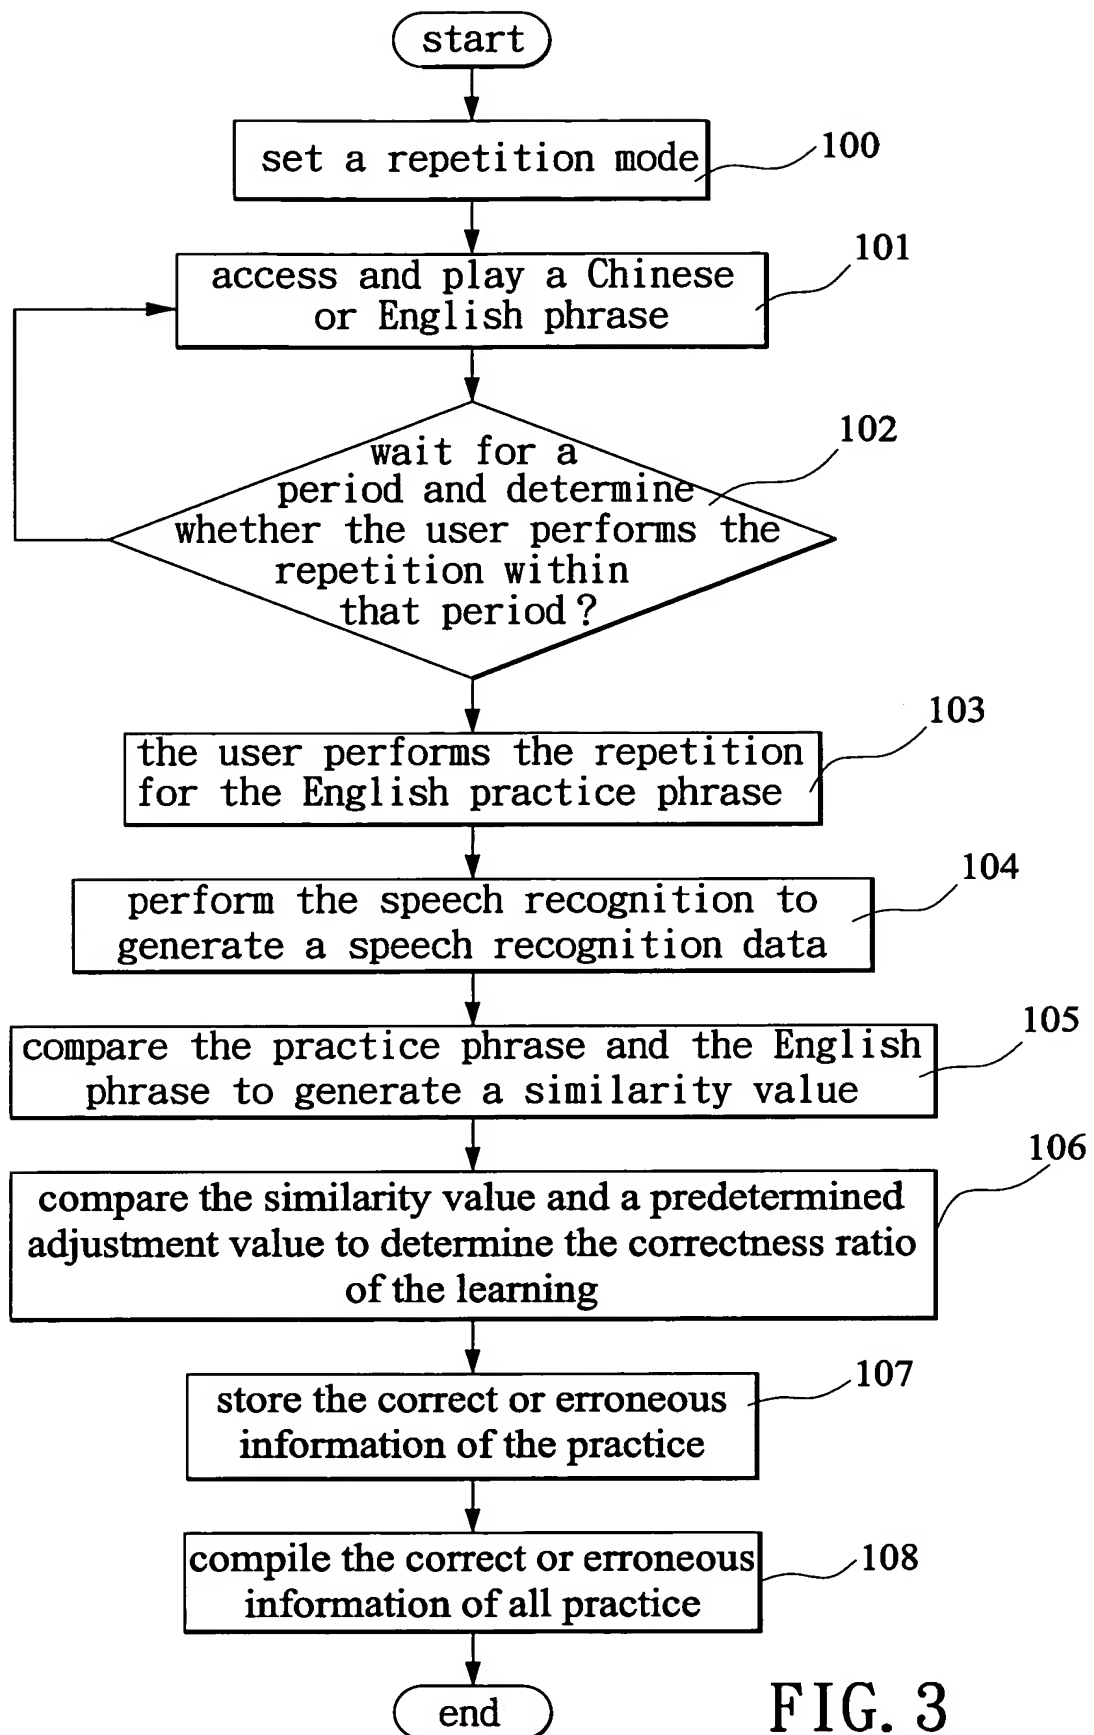 start
set a repetition mode
100
access and play a Chinese
or English phrase
101
wait for a
period and determine
whether the user performs the
repetition within
that period?
102
the user performs the repetition
for the English practice phrase
103
perform the speech recognition to
generate a speech recognition data
104
compare the practice phrase and the English
phrase to generate a similarity value
105
compare the similarity value and a predetermined
adjustment value to determine the correctness ratio
of the learning
106
store the correct or erroneous
information of the practice
107
compile the correct or erroneous
information of all practice
108
end
FIG. 3